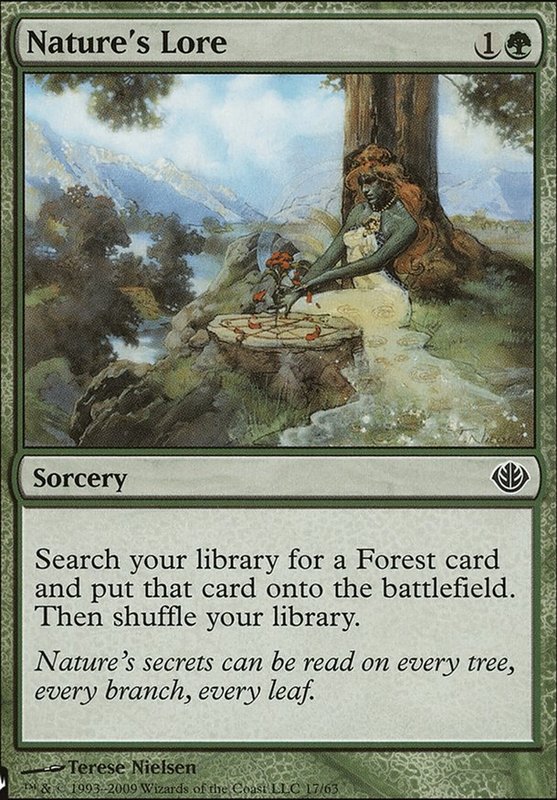 Nature's Lore 1
Sorcery
Search your library for a Forest card
and put that card onto the battlefield.
Then shuffle your library.
Nature's secrets can be read on every tree,
every branch, every leaf.
Terese Nielsen
™ & © 1993–2009 Wizards of the Coast LLC 17/63